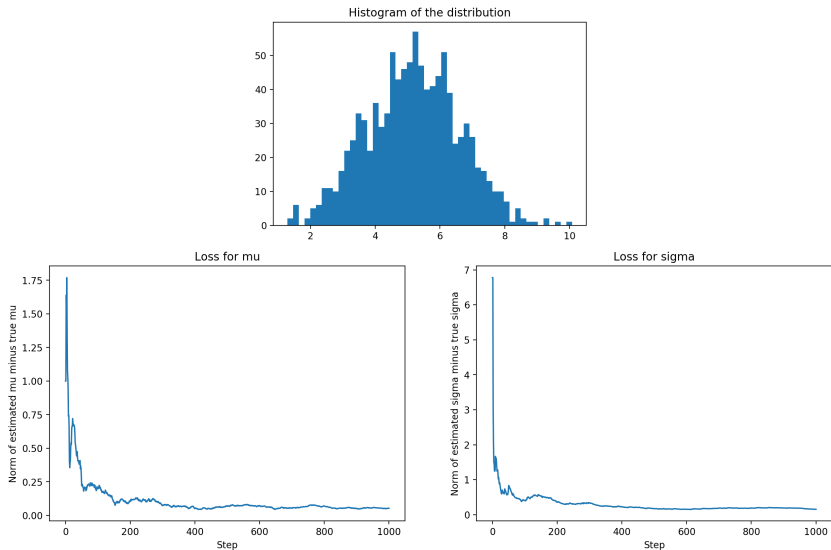 Histogram of the distribution
50
40
30
20
10
0
2 4 6 8 10
Loss for mu
Norm of estimated mu minus true mu
1.75
1.50
1.25
1.00
0.75
0.50
0.25
0.00
0 200 400 600 800 1000
Step
Loss for sigma
Norm of estimated sigma minus true sigma
7
6
5
4
3
2
1
0
0 200 400 600 800 1000
Step